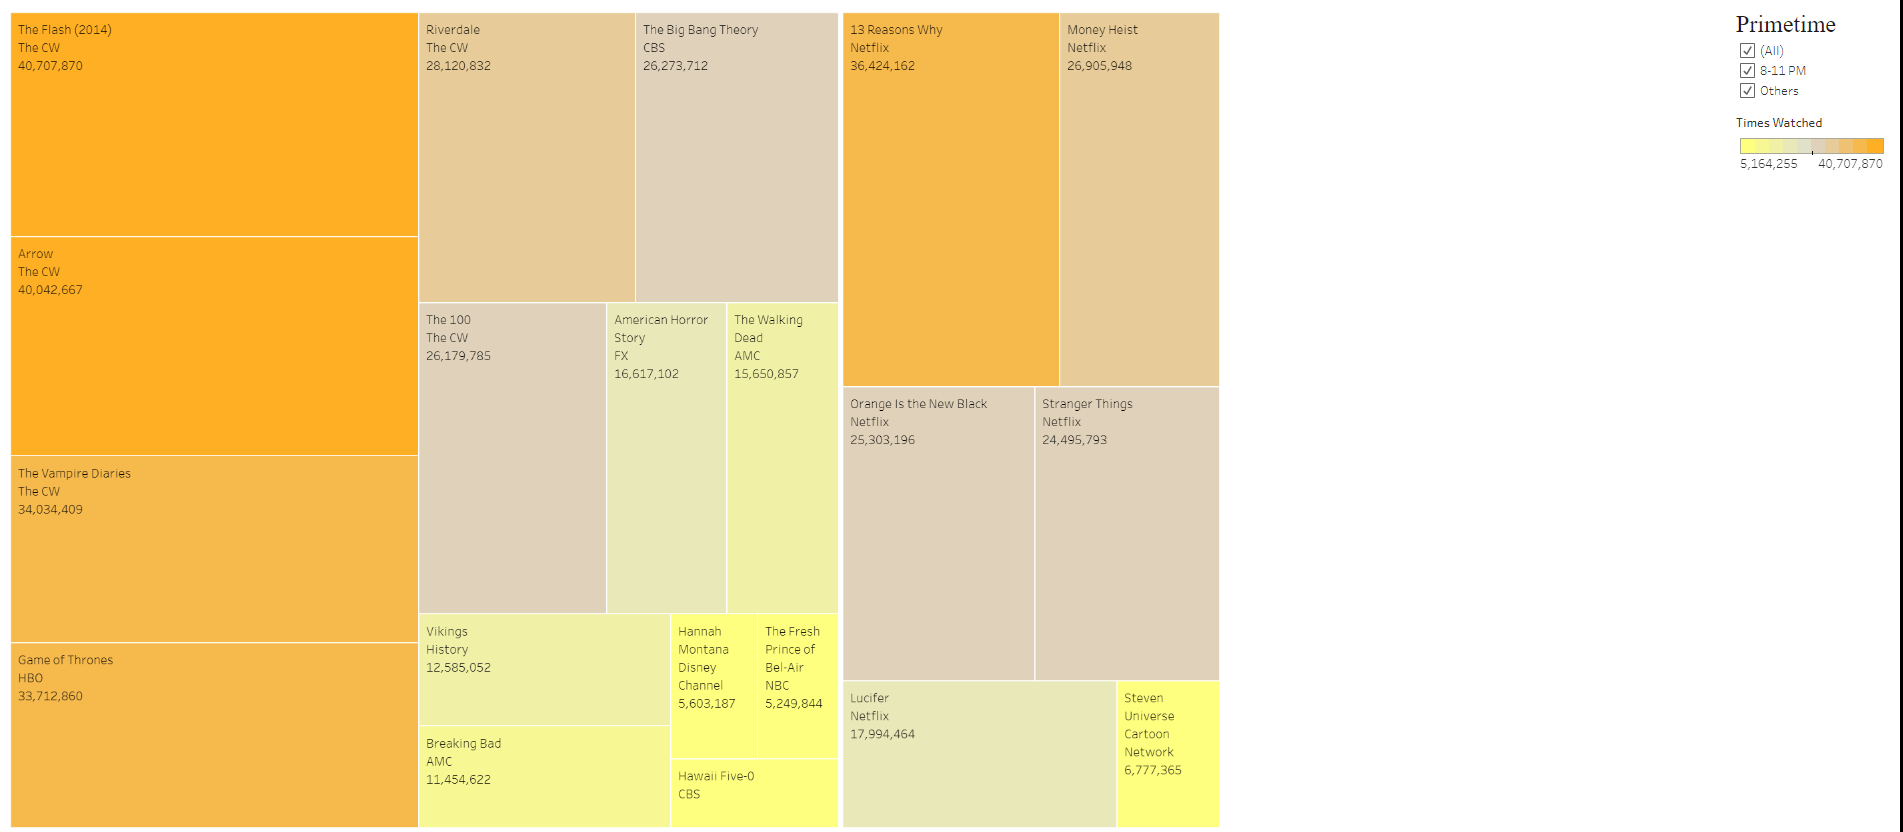 The Flash (2014)
The CW
40,707,870
Arrow
The CW
40,042,667
The Vampire Diaries
The CW
34,034,409
Game of Thrones
HBO
33,712,860
Riverdale
The CW
28,120,832
The Big Bang Theory
CBS
26,273,712
The 100
The CW
26,179,785
American Horror
Story
FX
16,617,102
The Walking
Dead
AMC
15,650,857
Vikings
History
12,585,052
Breaking Bad
AMC
11,454,622
Hannah
Montana
Disney
Channel
5,603,187
The Fresh
Prince of
Bel-Air
NBC
5,249,844
Hawaii Five-0
CBS
13 Reasons Why
Netflix
36,424,162
Money Heist
Netflix
26,905,948
Orange Is the New Black
Netflix
25,303,196
Stranger Things
Netflix
24,495,793
Lucifer
Netflix
17,994,464
Steven
Universe
Cartoon
Network
6,777,365
Primetime
(All)
8-11 PM
Others
Times Watched
5,164,255 40,707,870